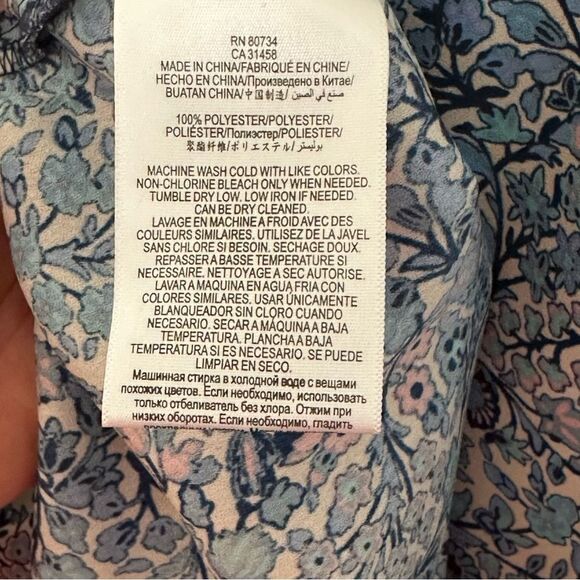 RN 80734
CA 31458
MADE IN CHINA/FABRIQUÉ EN CHINE/
HECHO EN CHINA/Произведено в Китае/
BUATAN CHINA/中国制造/ صنع في الصين
100% POLYESTER/POLYESTER/
POLIÉSTER/Полиэстер/POLIESTER/
聚酯纤维/ポリエステル/ بوليستر
MACHINE WASH COLD WITH LIKE COLORS.
NON-CHLORINE BLEACH ONLY WHEN NEEDED.
TUMBLE DRY LOW. LOW IRON IF NEEDED.
CAN BE DRY CLEANED.
LAVAGE EN MACHINE A FROID AVEC DES
COULEURS SIMILAIRES. UTILISEZ DE LA JAVEL
SANS CHLORE SI BESOIN. SECHAGE DOUX.
REPASSER A BASSE TEMPERATURE SI
NECESSAIRE. NETTOYAGE A SEC AUTORISE.
LAVAR A MAQUINA EN AGUA FRIA CON
COLORES SIMILARES. USAR ÚNICAMENTE
BLANQUEADOR SIN CLORO CUANDO
NECESARIO. SECAR A MÁQUINA A BAJA
TEMPERATURA. PLANCHA A BAJA
TEMPERATURA SI ES NECESARIO. SE PUEDE
LIMPIAR EN SECO.
Машинная стирка в холодной воде с вещами
похожих цветов. Если необходимо, использовать
только отбеливатель без хлора. Отжим при
низких оборотах. Если необходимо, гладить